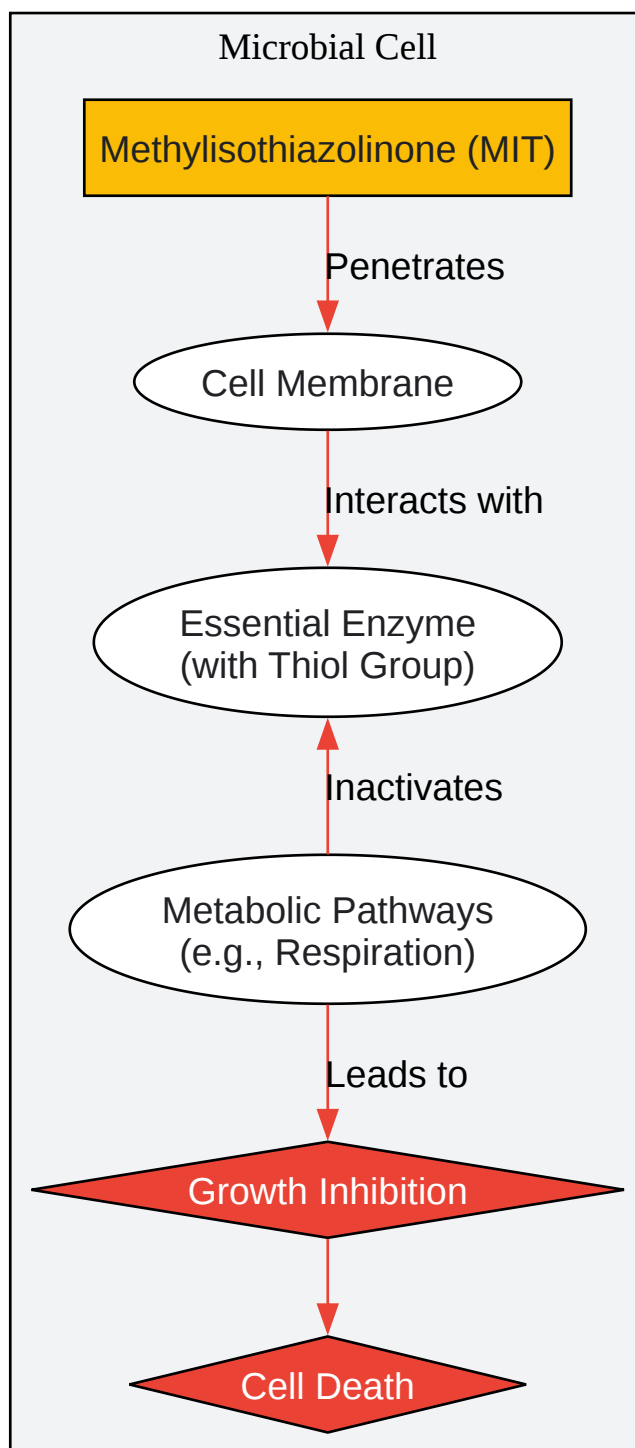 Microbial Cell
Methylisothiazolinone (MIT)
Penetrates
Cell Membrane
Interacts with
Essential Enzyme
(with Thiol Group)
Inactivates
Metabolic Pathways
(e.g., Respiration)
Leads to
Growth Inhibition
Cell Death